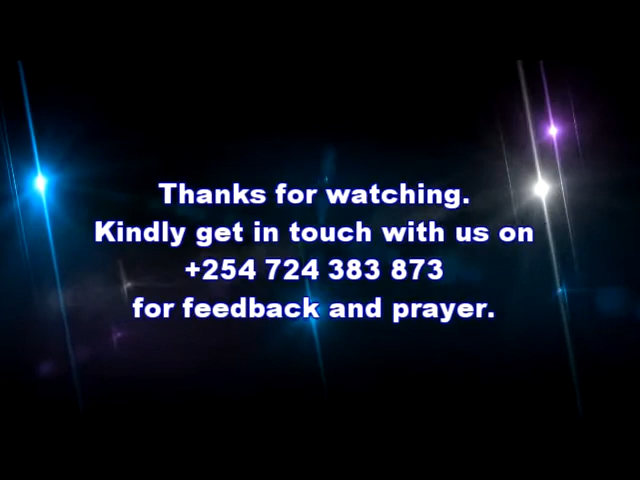 Thanks for watching.
Kindly get in touch with us on
+254 724 383 873
for feedback and prayer.